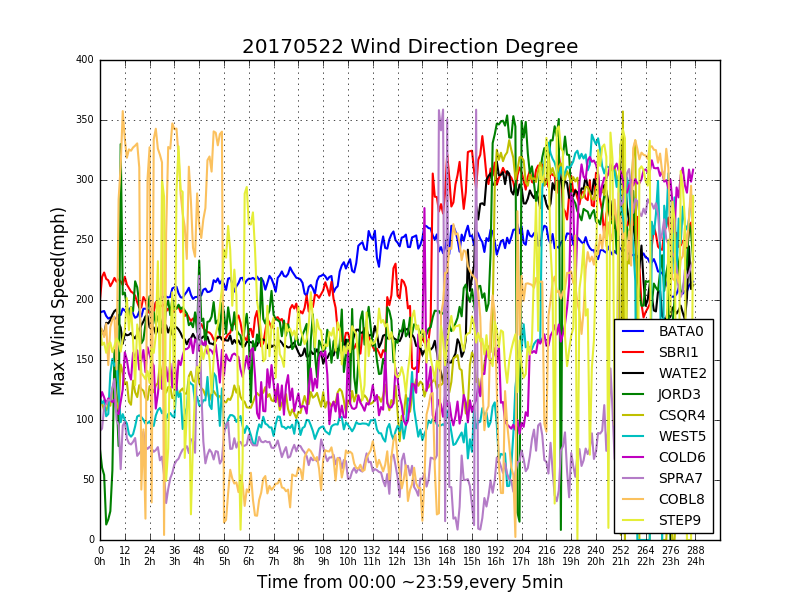 20170522 Wind Direction Degree
Max Wind Speed(mph)
400
350
300
250
200
150
100
50
0
BATA0
SBRI1
WATE2
JORD3
CSQR4
WEST5
COLD6
SPRA7
COBL8
STEP9
0 12 24 36 48 60 72 84 96 108 120 132 144 156 168 180 192 204 216 228 240 252 264 276 288
0h 1h 2h 3h 4h 5h 6h 7h 8h 9h 10h 11h 12h 13h 14h 15h 16h 17h 18h 19h 20h 21h 22h 23h 24h
Time from 00:00 ~23:59,every 5min